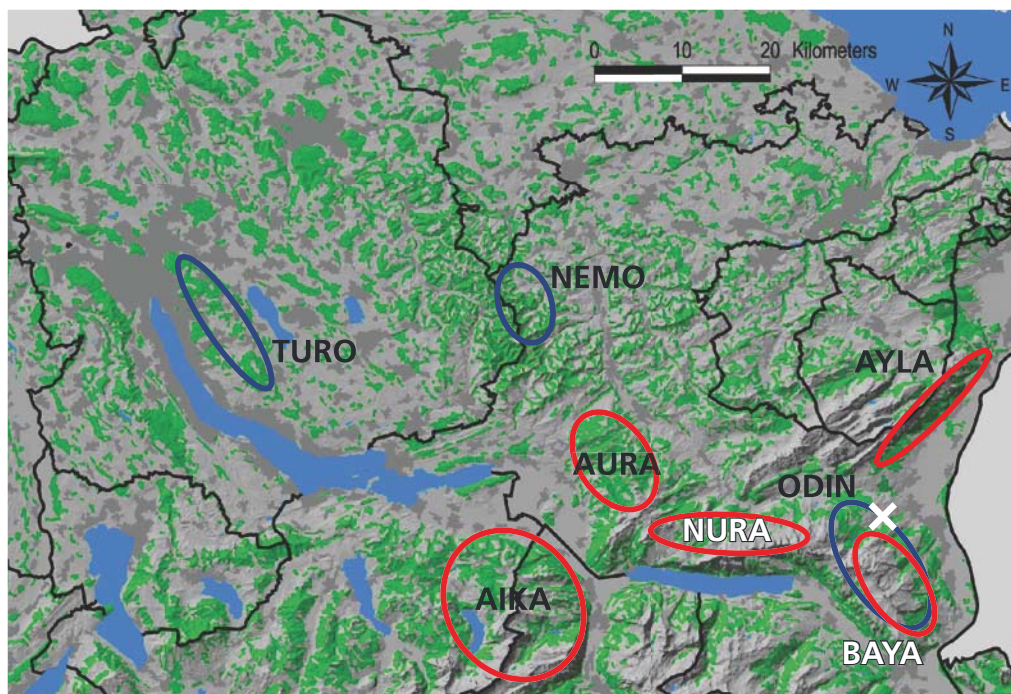 0 10 20 Kilometers
N
W E
S
NEMO
TURO
AYLA
AURA
ODIN
NURA
AIKA
BAYA